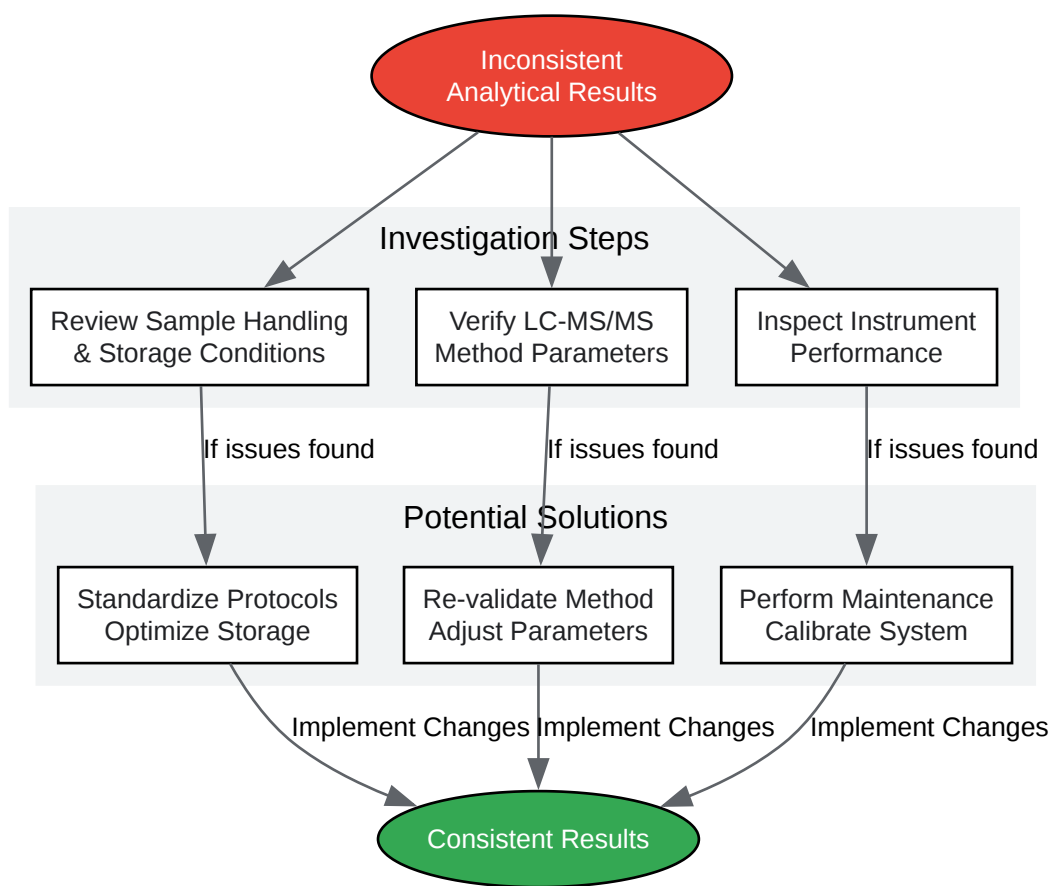 Inconsistent
Analytical Results
Investigation Steps
Review Sample Handling
& Storage Conditions
Verify LC-MS/MS
Method Parameters
Inspect Instrument
Performance
If issues found
If issues found
If issues found
Potential Solutions
Standardize Protocols
Optimize Storage
Re-validate Method
Adjust Parameters
Perform Maintenance
Calibrate System
Implement Changes
Implement Changes
Implement Changes
Consistent Results